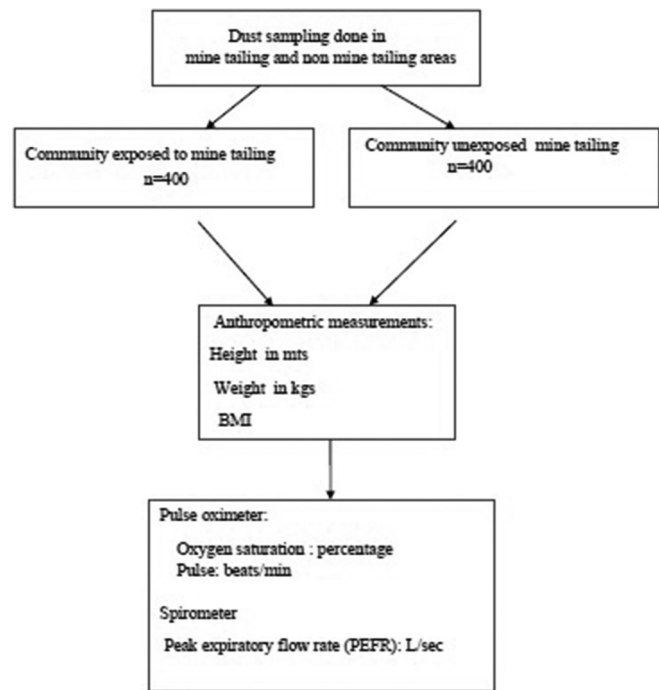 Dust sampling done in
mine tailing and non mine tailing areas
Community exposed to mine tailing
n=400
Community unexposed mine tailing
n=400
Anthropometric measurements:
Height in mts
Weight in kgs
BMI
Pulse oximeter:
Oxygen saturation : percentage
Pulse: beats/min
Spirometer
Peak expiratory flow rate (PEFR): L/sec